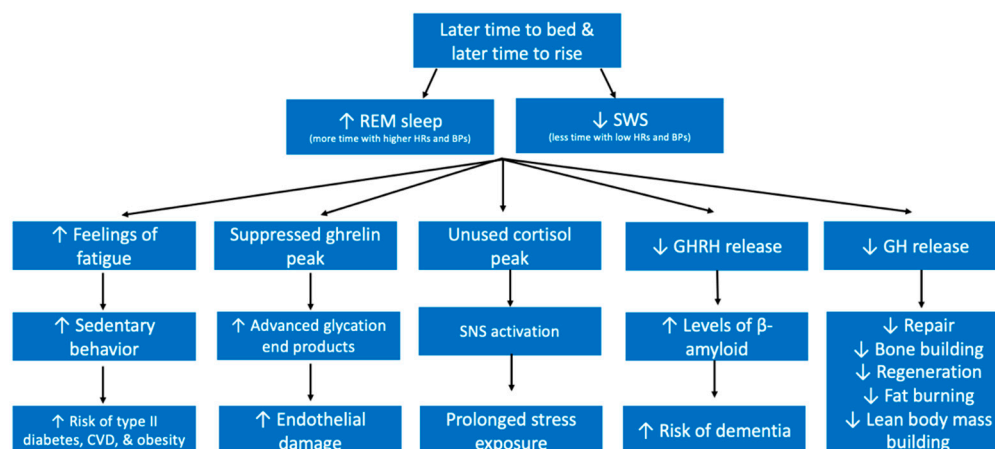 Later time to bed &
later time to rise
↑ REM sleep
(more time with higher HRs and BPs)
↓ SWS
(less time with low HRs and BPs)
↑ Feelings of
fatigue
Suppressed ghrelin
peak
Unused cortisol
peak
↓ GHRH release
↓ GH release
↑ Sedentary
behavior
↑ Advanced glycation
end products
SNS activation
↑ Levels of β-
amyloid
↓ Repair
↓ Bone building
↓ Regeneration
↓ Fat burning
↓ Lean body mass
building
↑ Risk of type II
diabetes, CVD, & obesity
↑ Endothelial
damage
Prolonged stress
exposure
↑ Risk of dementia